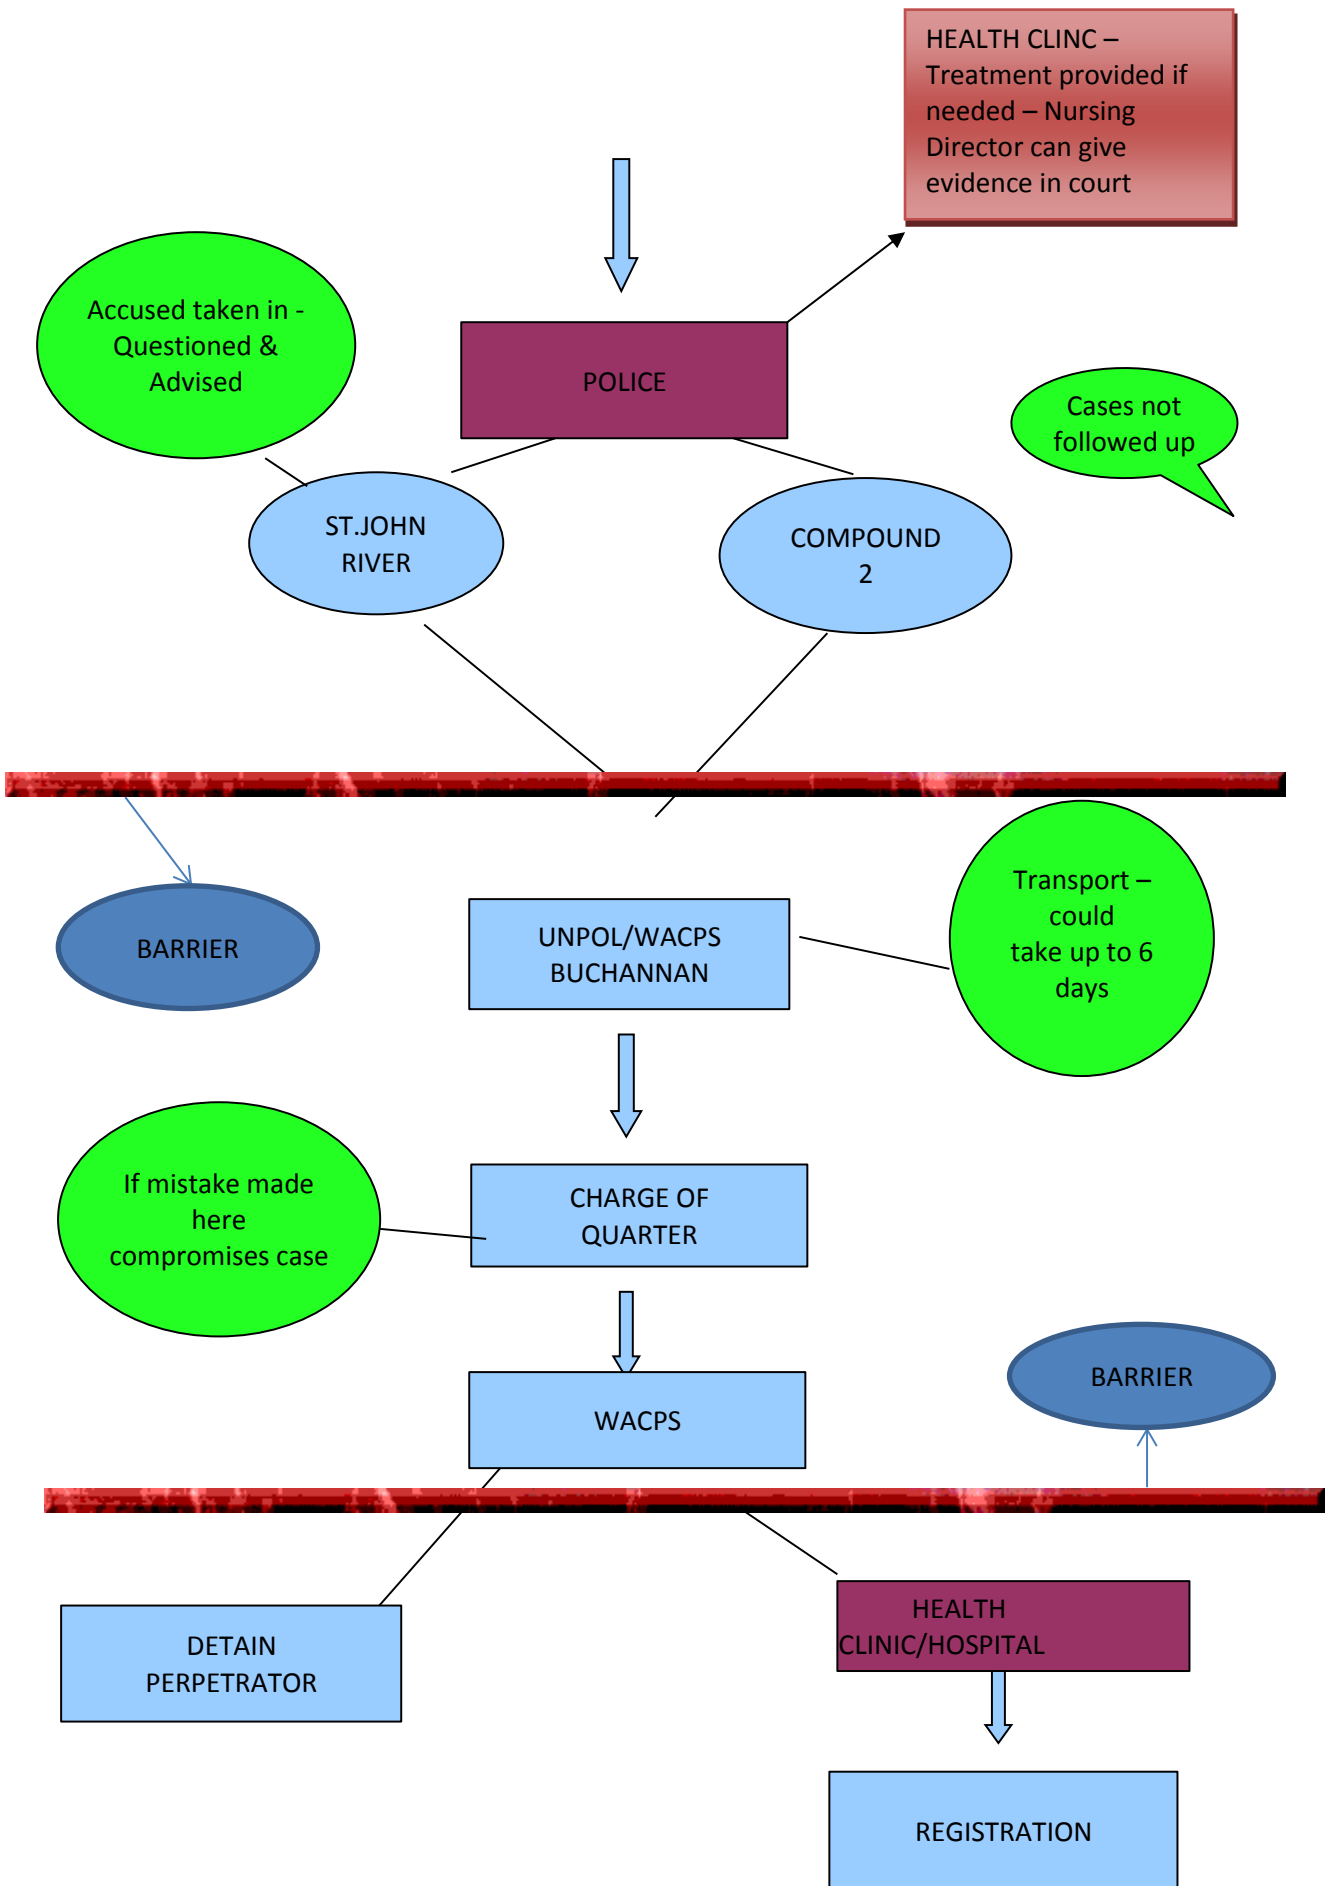 HEALTH CLINC –
Treatment provided if
needed – Nursing
Director can give
evidence in court
Accused taken in -
Questioned &
Advised
POLICE
Cases not
followed up
ST.JOHN
RIVER
COMPOUND
2
BARRIER
UNPOL/WACPS
BUCHANNAN
Transport –
could
take up to 6
days
If mistake made
here
compromises case
CHARGE OF
QUARTER
WACPS
BARRIER
DETAIN
PERPETRATOR
HEALTH
CLINIC/HOSPITAL
REGISTRATION